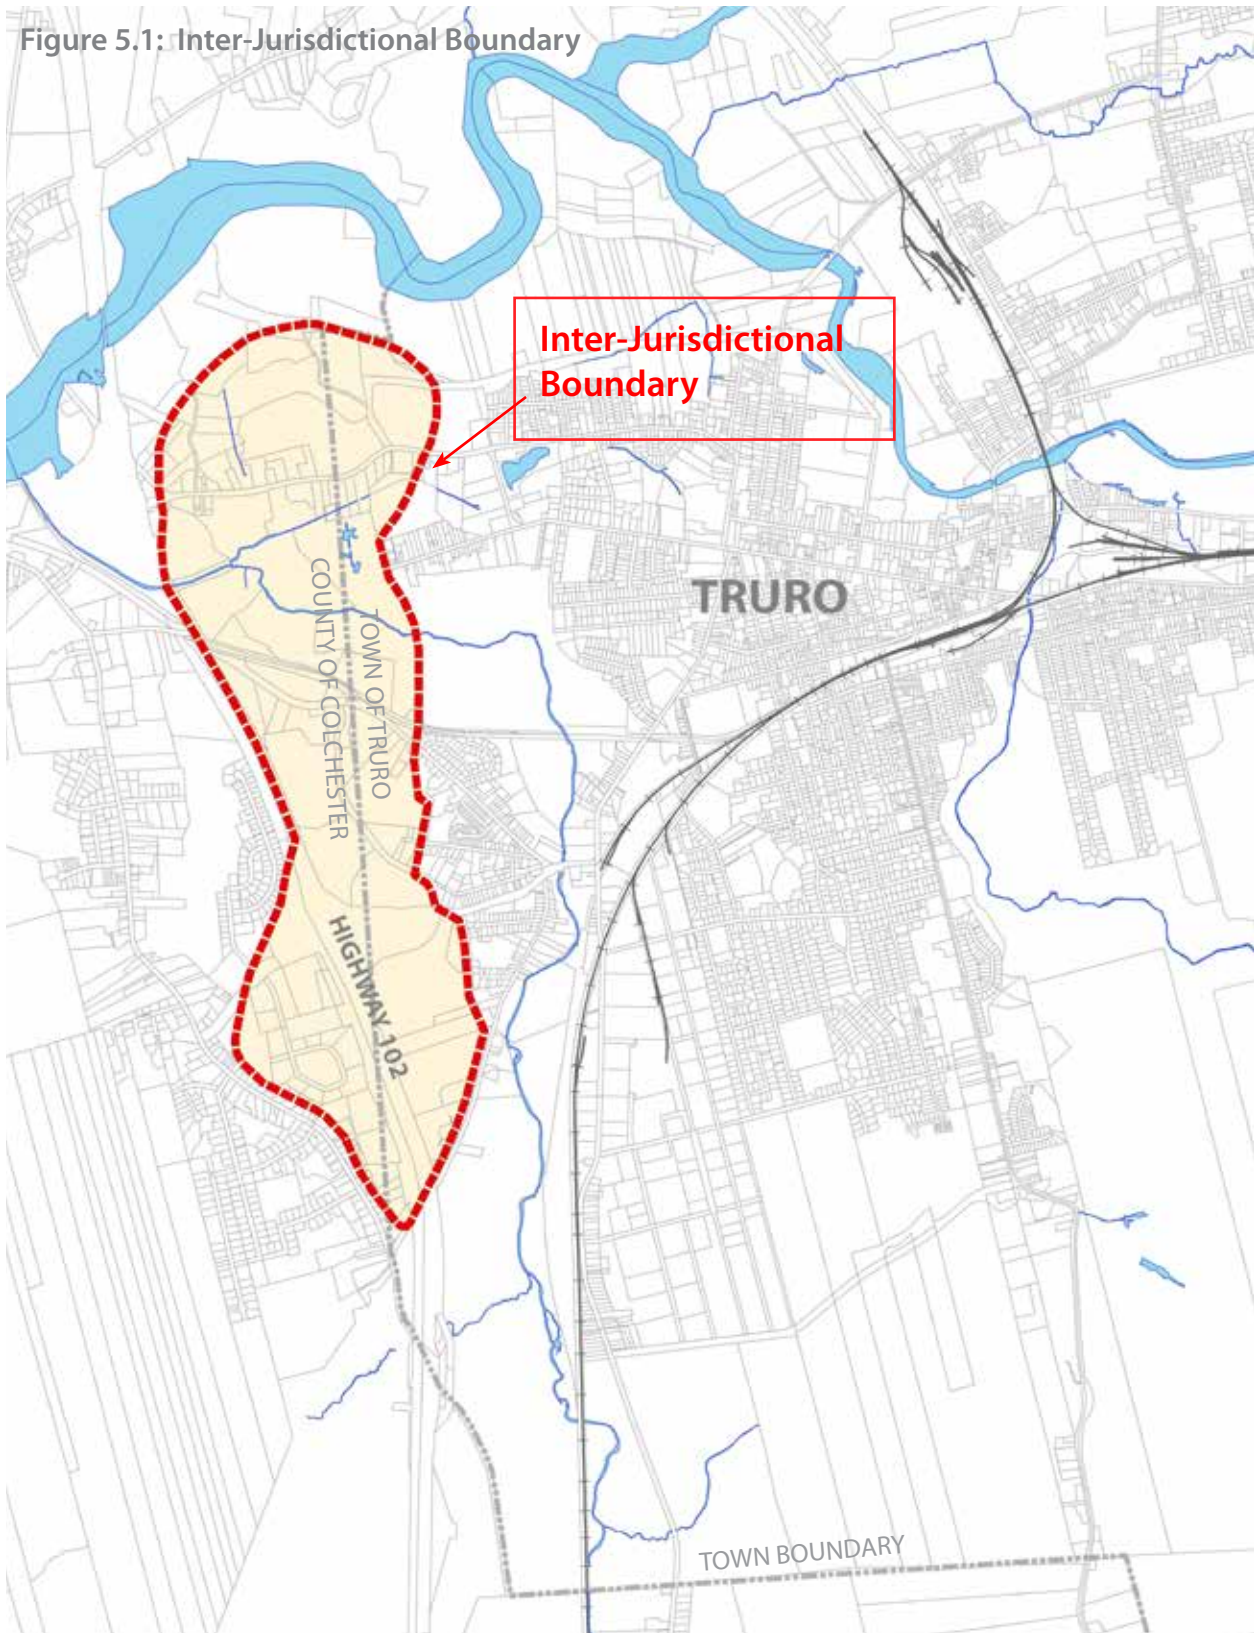 Figure 5.1: Inter-Jurisdictional Boundary
Inter-Jurisdictional
Boundary
TRURO
TOWN OF TRURO
COUNTY OF COLCHESTER
HIGHWAY 102
TOWN BOUNDARY